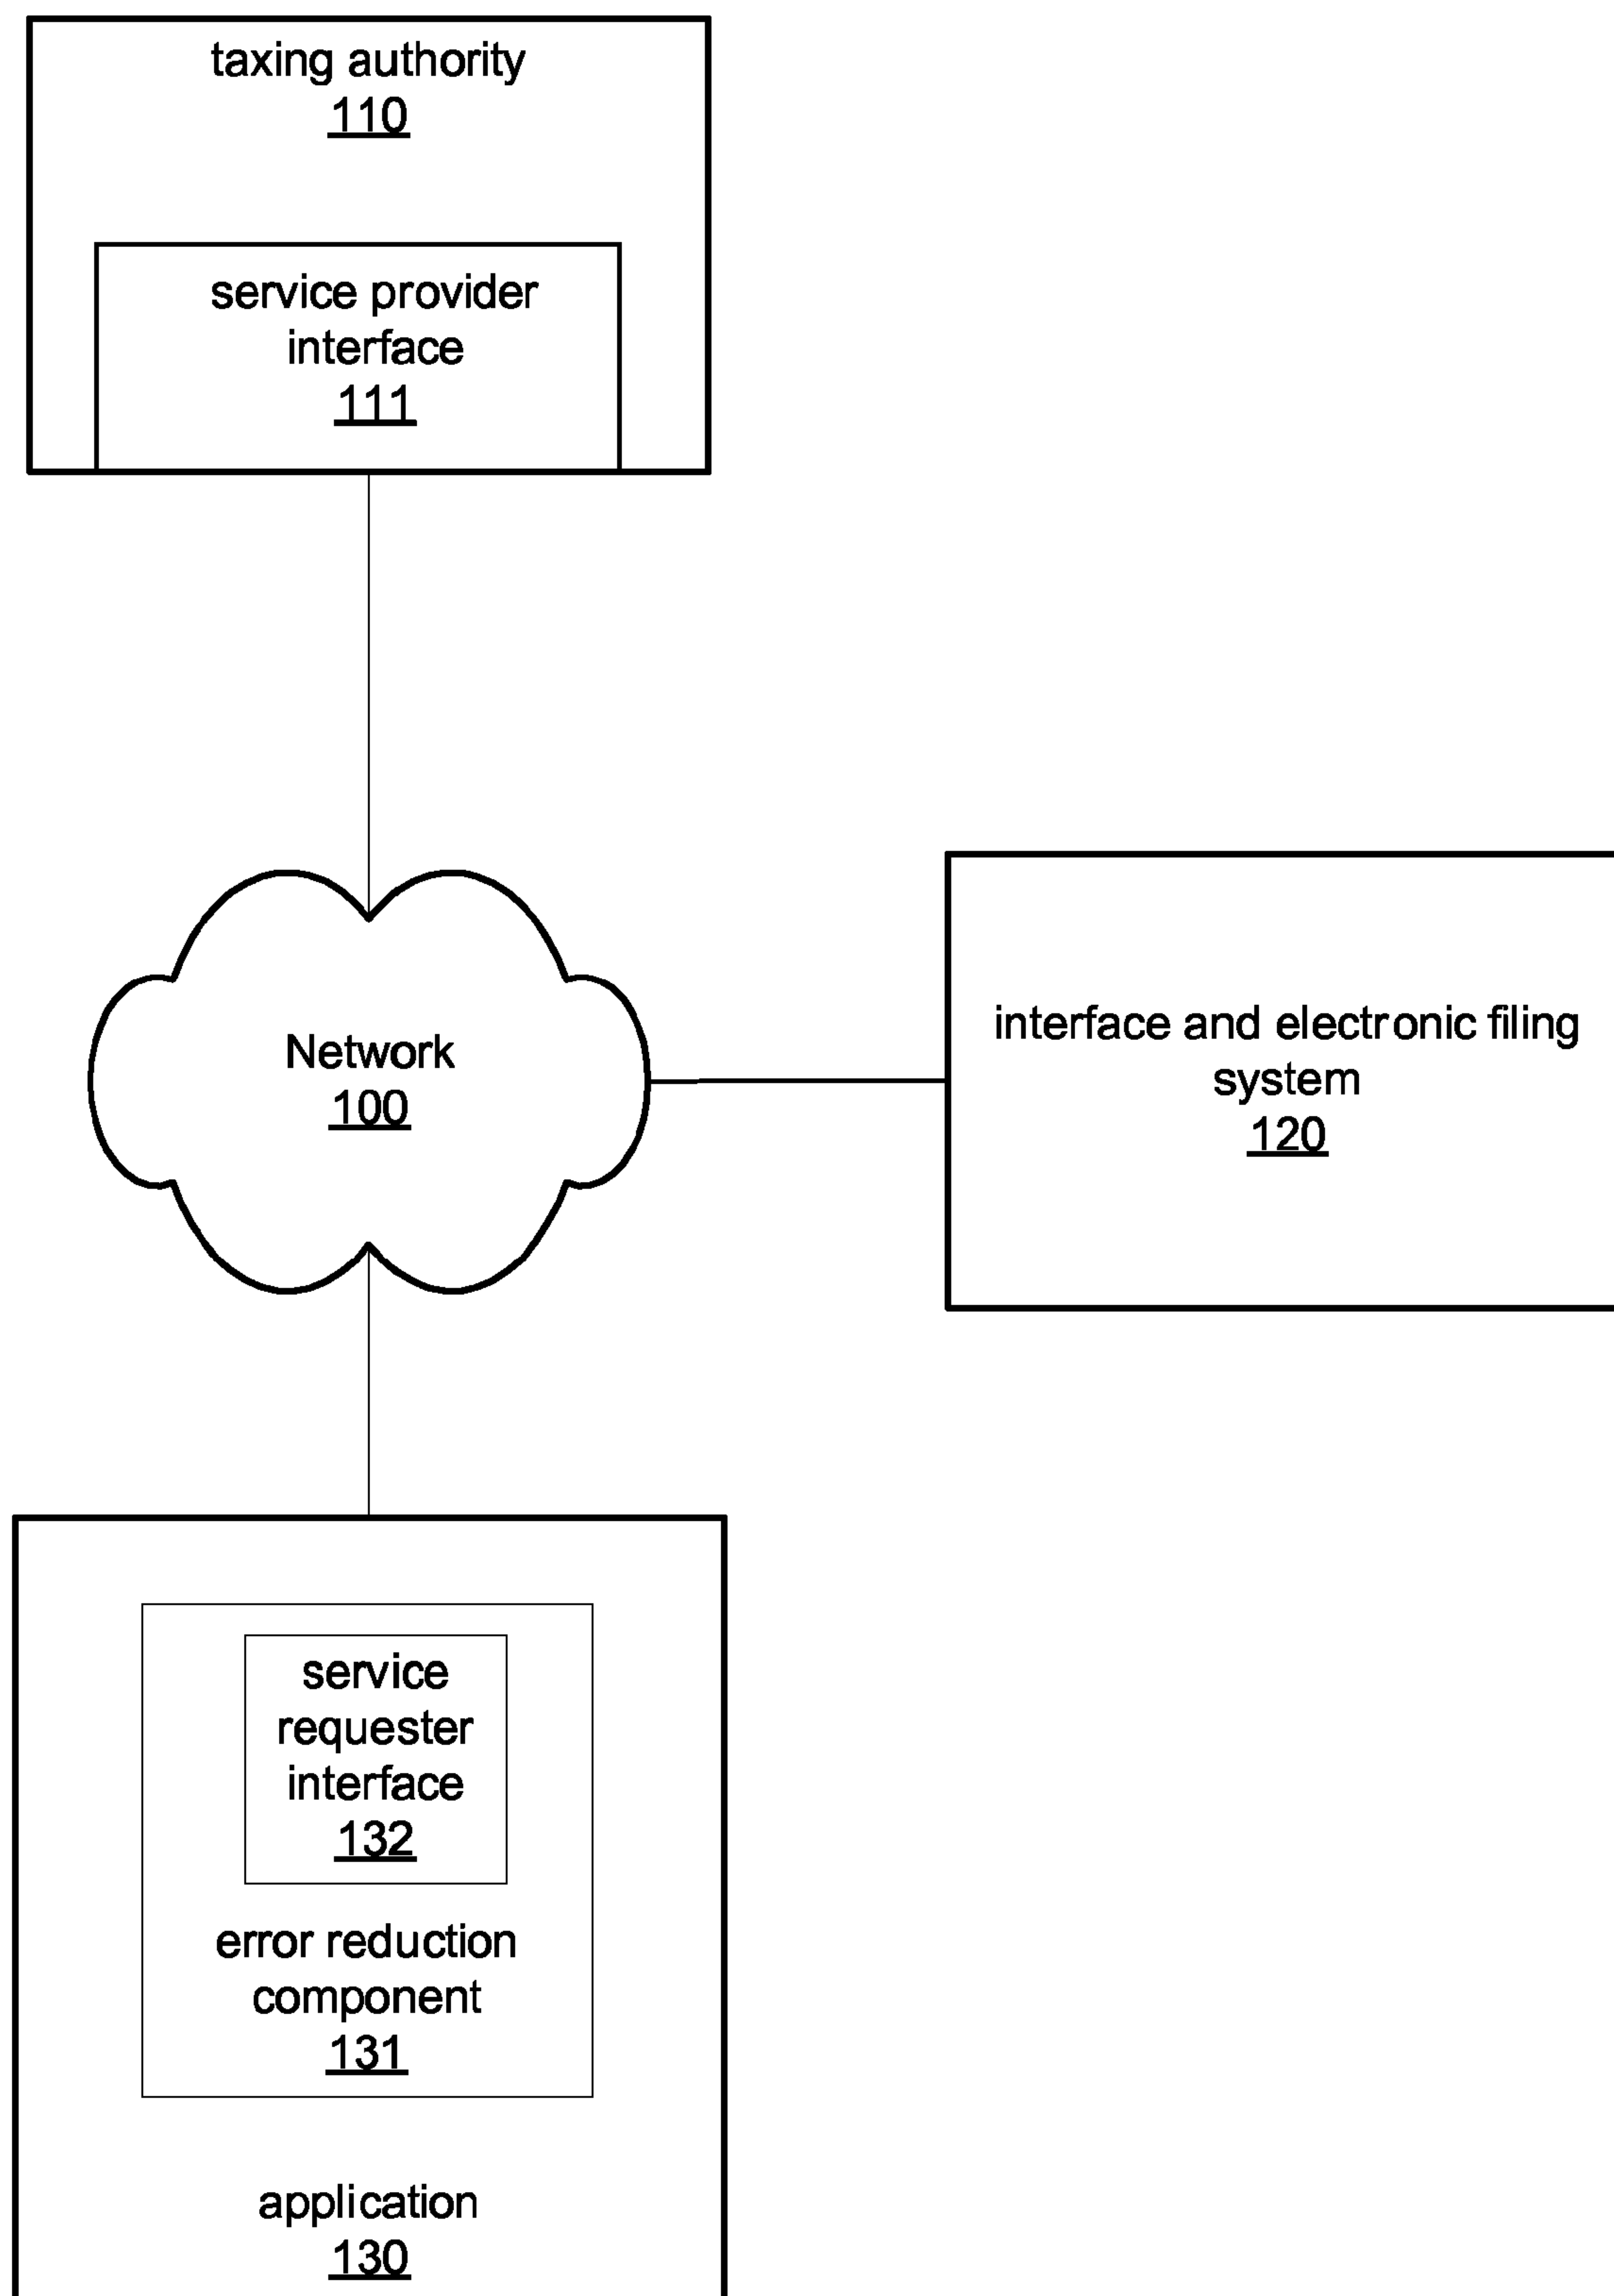 taxing authority
110
service provider
interface
111
Network
100
interface and electronic filing
system
120
service
requester
interface
132
error reduction
component
131
application
130